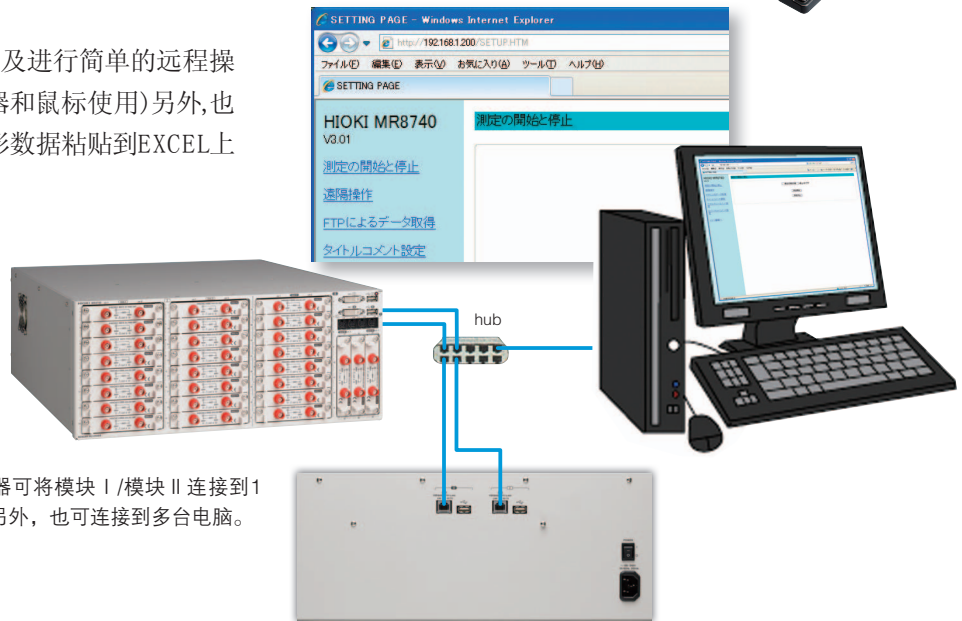 SETTING PAGE - Windows Internet Explorer
http://192.168.1.200/SETUP.HTM
ファイル(F) 編集(E) 表示(V) お気に入り(A) ツール(T) ヘルプ(H)
SETTING PAGE
及进行简单的远程操
器和鼠标使用)另外,也
形数据粘贴到EXCEL上
HIOKI MR8740
V3.01
測定の開始と停止
測定の開始と停止
遠隔操作
FTPによるデータ取得
タイトルコメント設定
hub
器可将模块Ⅰ/模块Ⅱ连接到1
另外，也可连接到多台电脑。